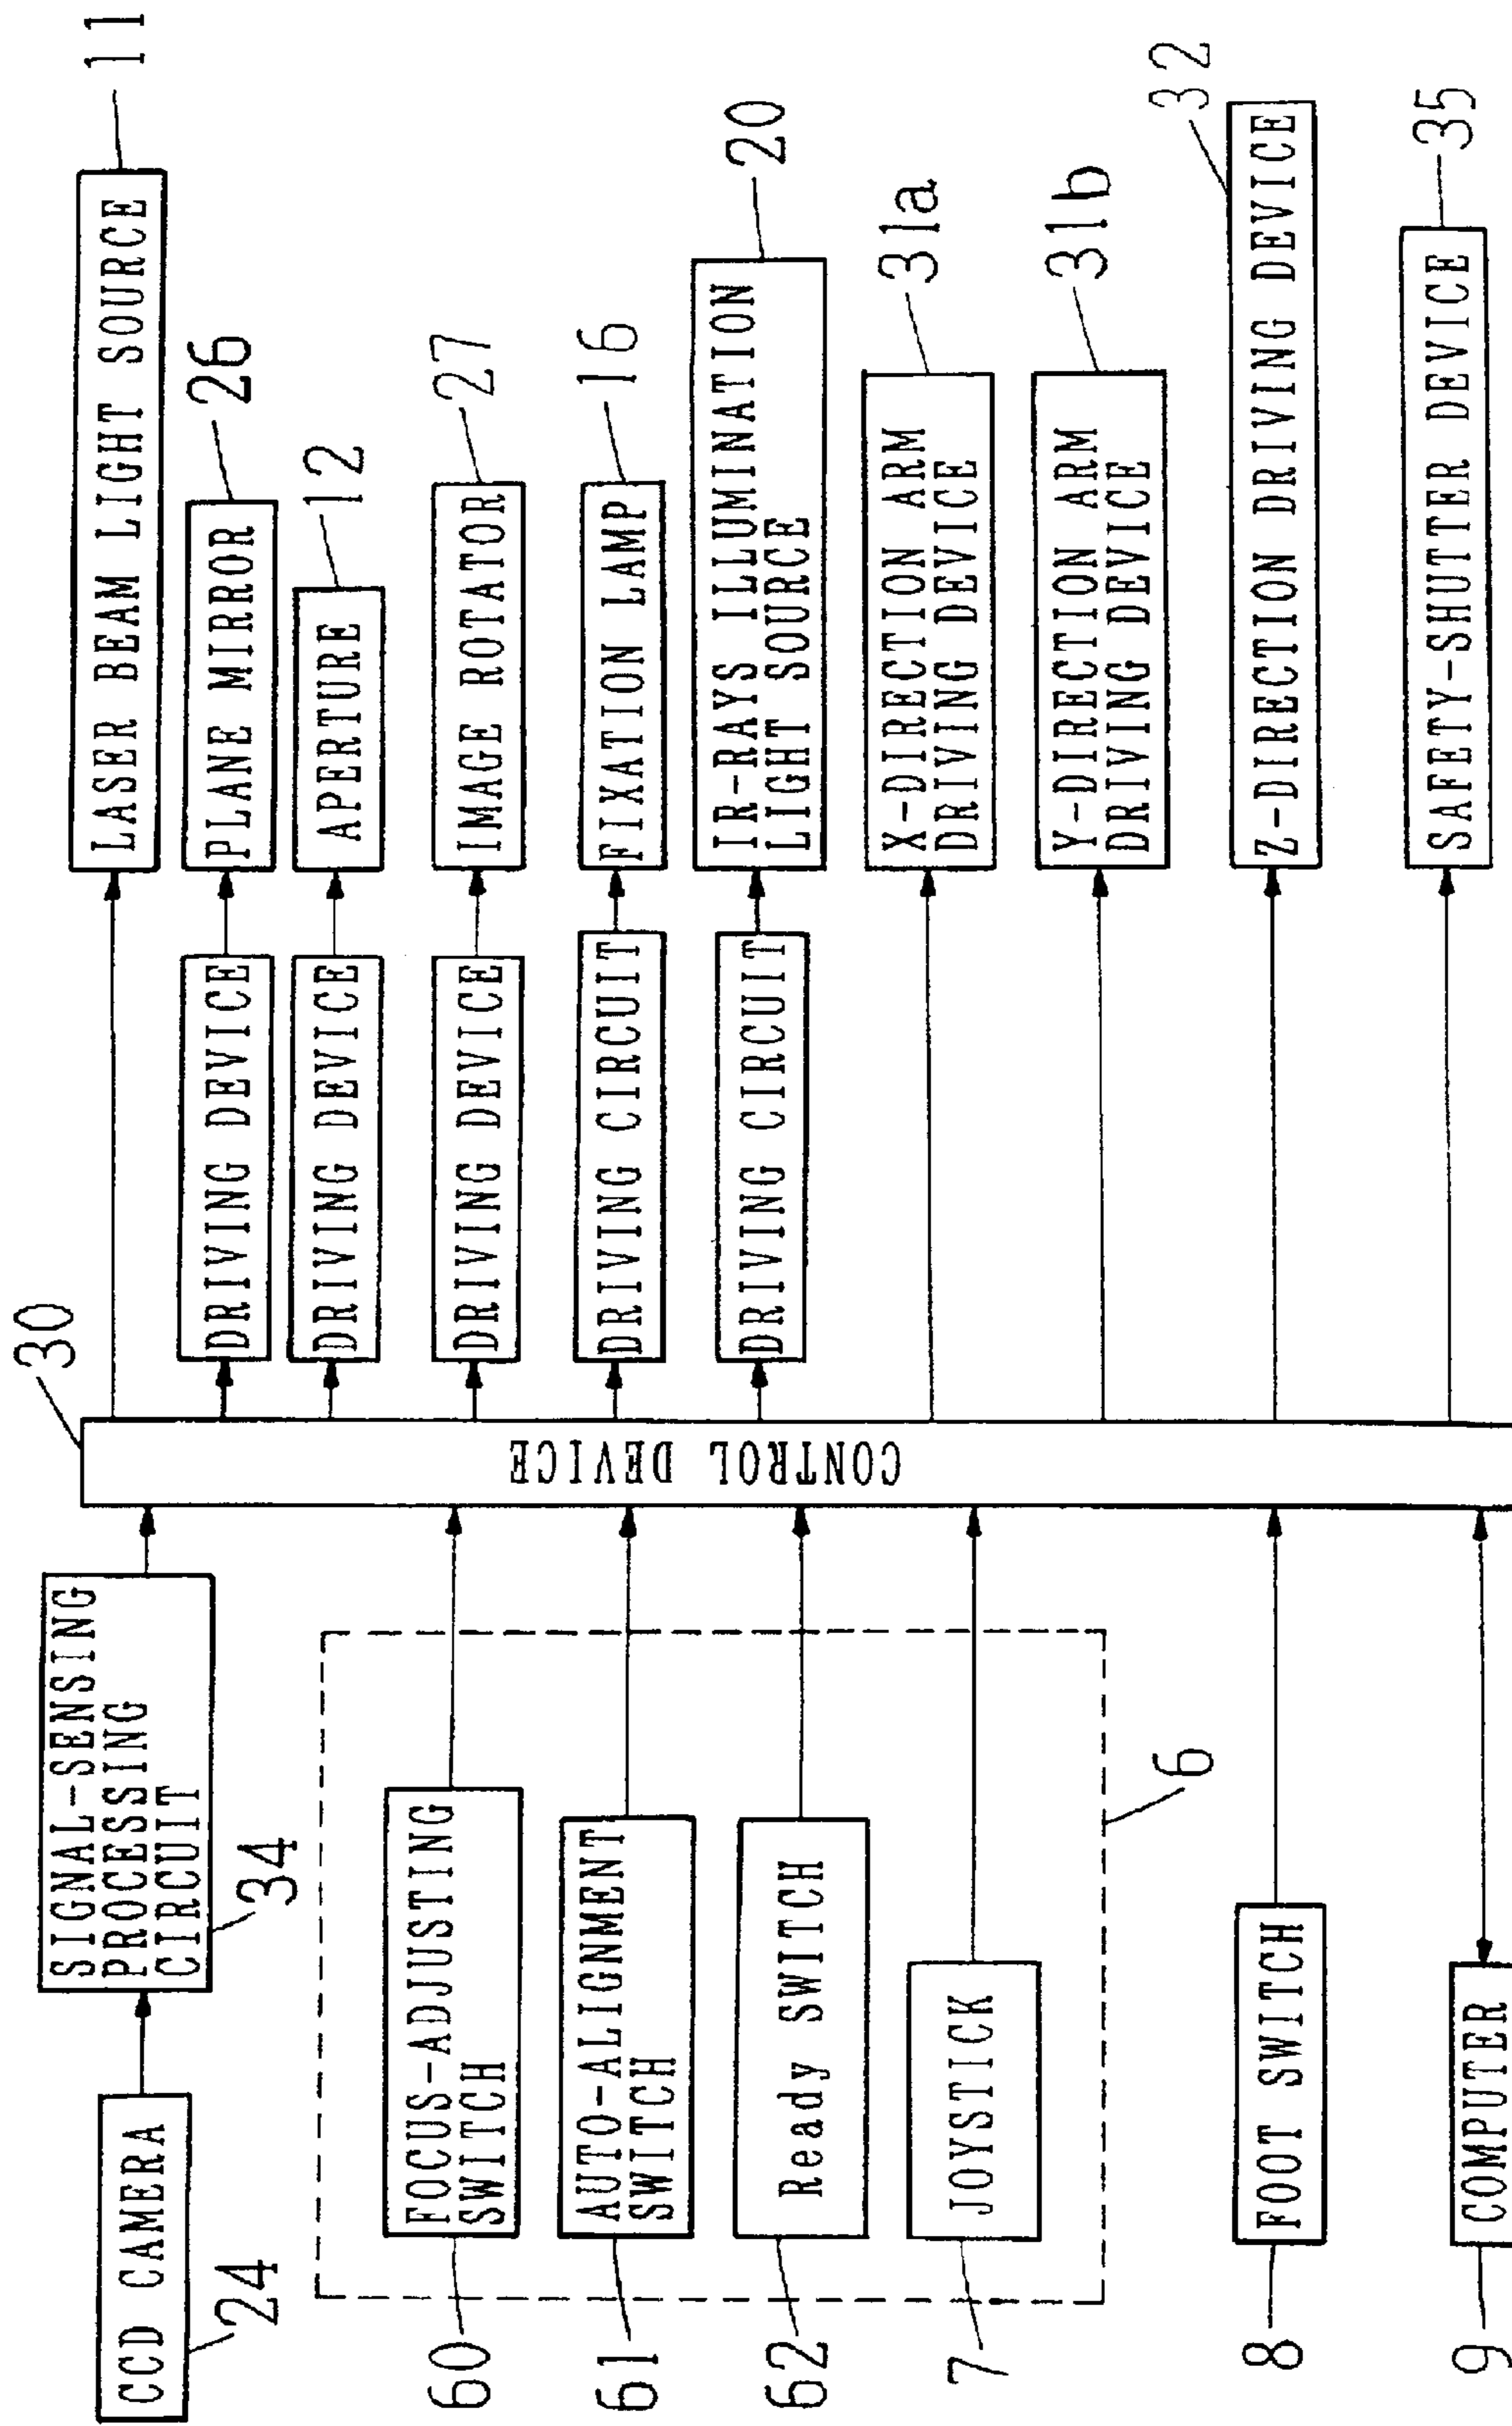 CCD CAMERA
24
SIGNAL-SENSING
PROCESSING
CIRCUIT
34
60
FOCUS-ADJUSTING
SWITCH
61
AUTO-ALIGNMENT
SWITCH
62
Ready SWITCH
7
JOYSTICK
6
8
FOOT SWITCH
9
COMPUTER
30
CONTROL DEVICE
LASER BEAM LIGHT SOURCE
11
DRIVING DEVICE
PLANE MIRROR
26
DRIVING DEVICE
APERTURE
12
DRIVING DEVICE
IMAGE ROTATOR
27
DRIVING CIRCUIT
FIXATION LAMP
16
DRIVING CIRCUIT
IR-RAYS ILLUMINATION
LIGHT SOURCE
20
X-DIRECTION ARM
DRIVING DEVICE
31a
Y-DIRECTION ARM
DRIVING DEVICE
31b
Z-DIRECTION DRIVING DEVICE
32
SAFETY-SHUTTER DEVICE
35